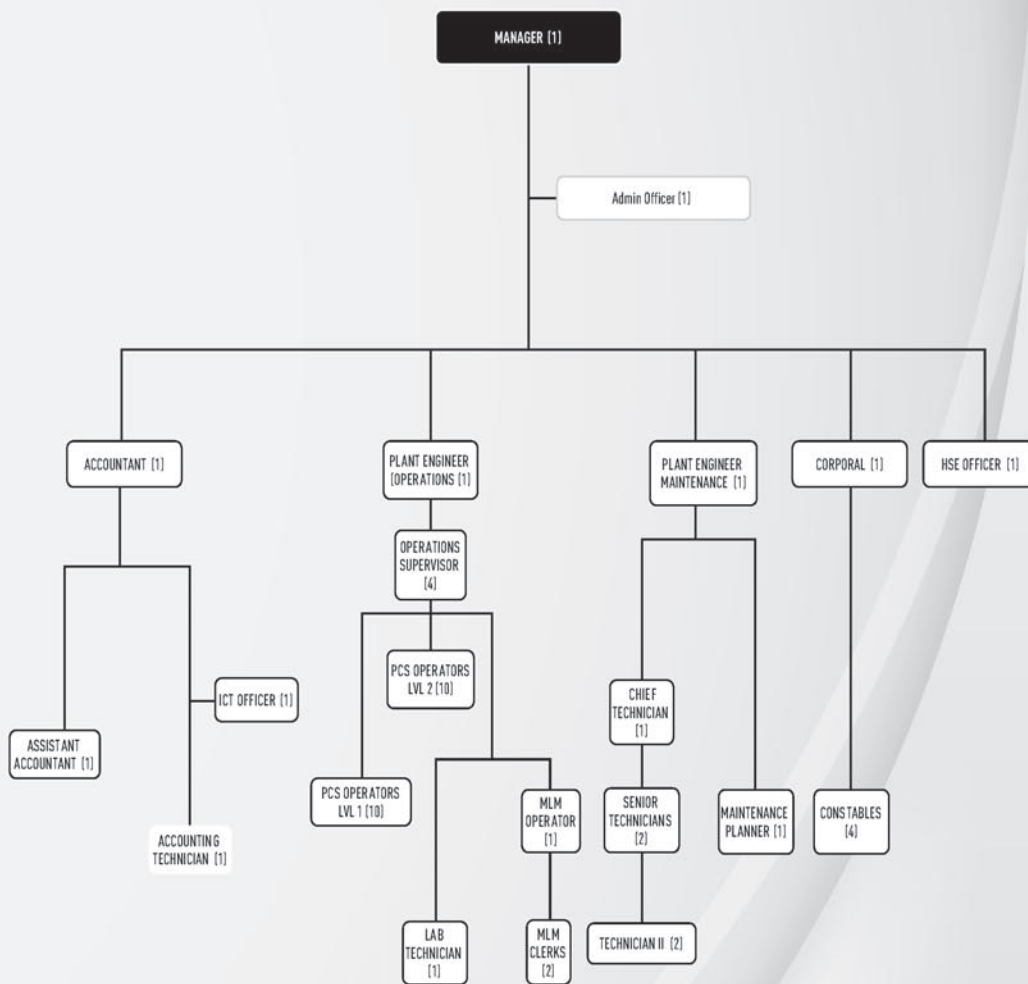 MANAGER [1]
Admin Officer [1]
ACCOUNTANT [1]
PLANT ENGINEER
[OPERATIONS [1]
PLANT ENGINEER
MAINTENANCE [1]
CORPORAL [1]
HSE OFFICER [1]
OPERATIONS
SUPERVISOR
[4]
PCS OPERATORS
LVL 2 [10]
ICT OFFICER [1]
CHIEF
TECHNICIAN
[1]
ASSISTANT
ACCOUNTANT [1]
PCS OPERATORS
LVL 1 [10]
MLM
OPERATOR
[1]
SENIOR
TECHNICIANS
[2]
MAINTENANCE
PLANNER [1]
CONSTABLES
[4]
ACCOUNTING
TECHNICIAN [1]
LAB
TECHNICIAN
[1]
MLM
CLERKS
[2]
TECHNICIAN II [2]